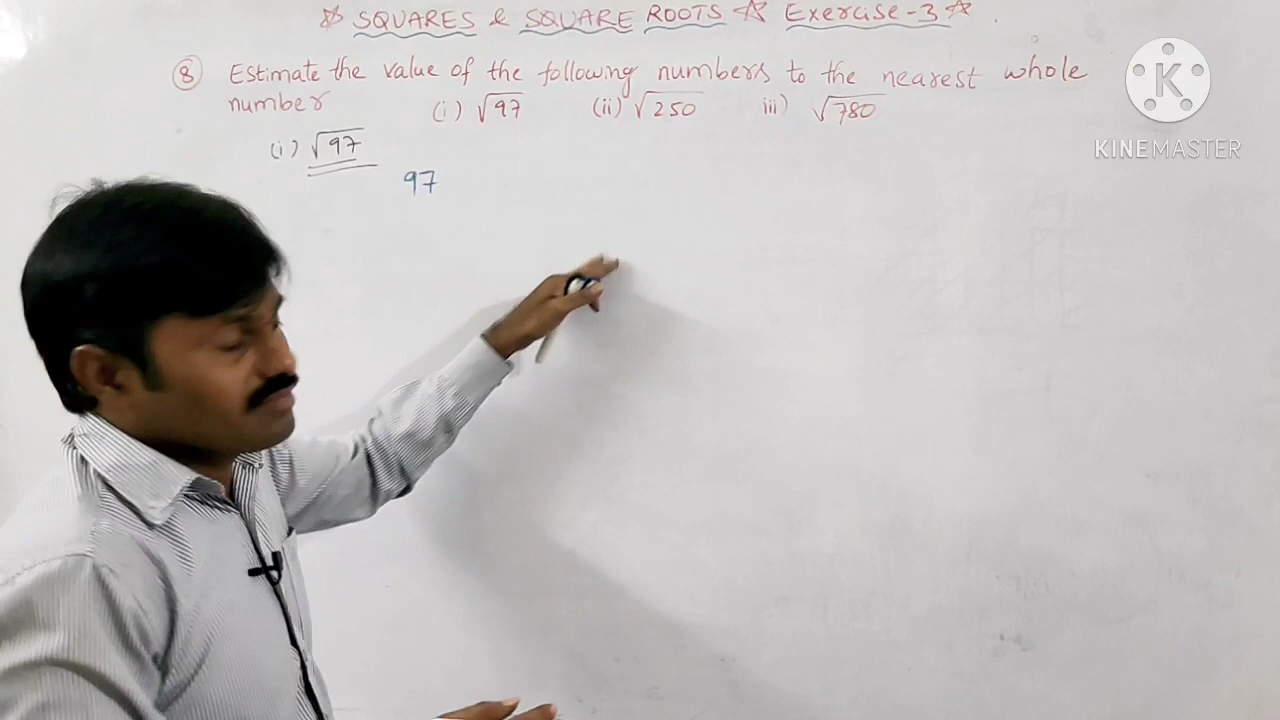 ☆ SQUARES & SQUARE ROOTS ☆ Exercise-3 ☆
⑧ Estimate the value of the following numbers to the nearest whole
number (i) √97 (ii) √250 iii) √780
(i) √97
97
K
KINEMASTER